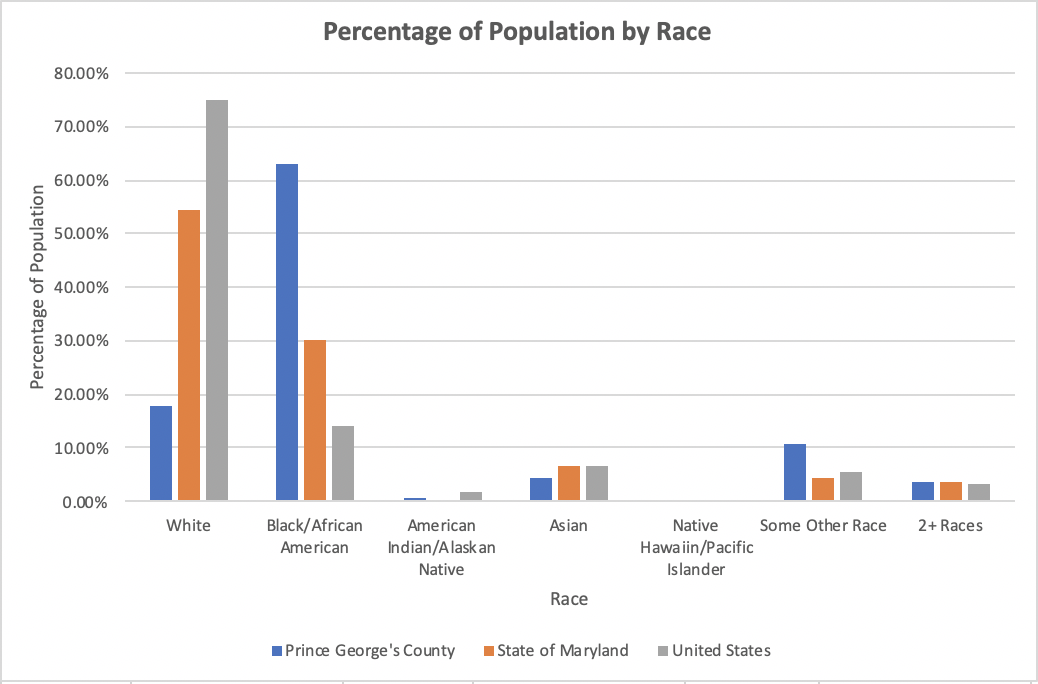 Percentage of Population by Race
80.00%
70.00%
60.00%
50.00%
40.00%
30.00%
20.00%
10.00%
0.00%
Percentage of Population
White
Black/African
American
American
Indian/Alaskan
Native
Asian
Native
Hawaiin/Pacific
Islander
Some Other Race
2+ Races
Race
Prince George's County
State of Maryland
United States